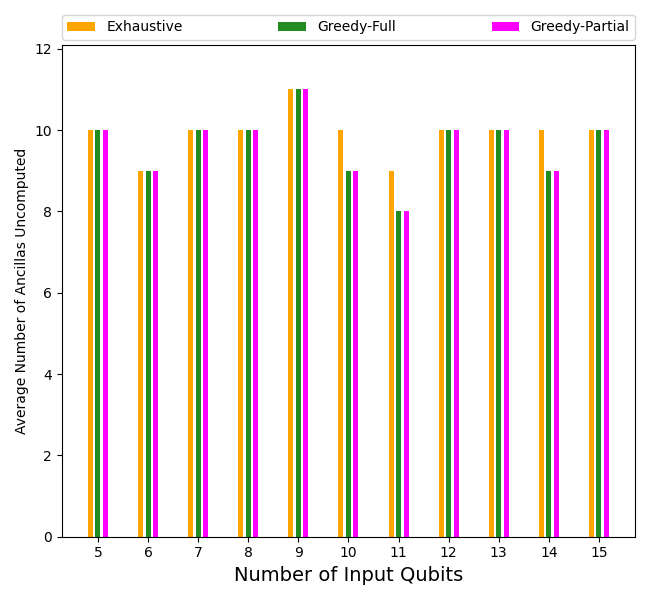 Exhaustive Greedy-Full Greedy-Partial
Average Number of Ancillas Uncomputed
12
10
8
6
4
2
0
5 6 7 8 9 10 11 12 13 14 15
Number of Input Qubits